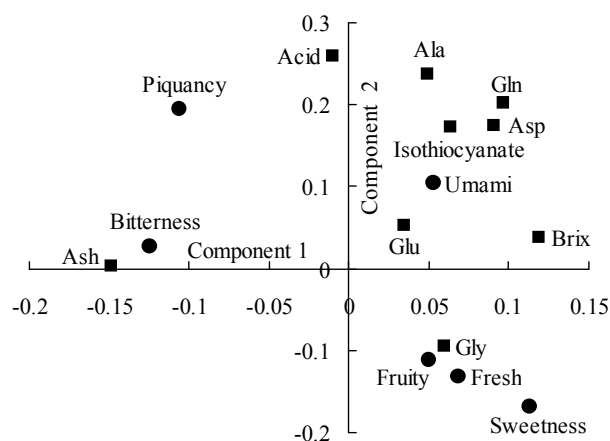 0.3
Acid
Ala
Piquancy
Gln
0.2
Asp
Isothiocyanate
Component 2
0.1
Umami
Bitterness
Glu
Brix
Ash
Component 1
0
-0.2
-0.15
-0.1
-0.05
0
0.05
0.1
0.15
-0.1
Gly
Fruity
Fresh
Sweetness
-0.2